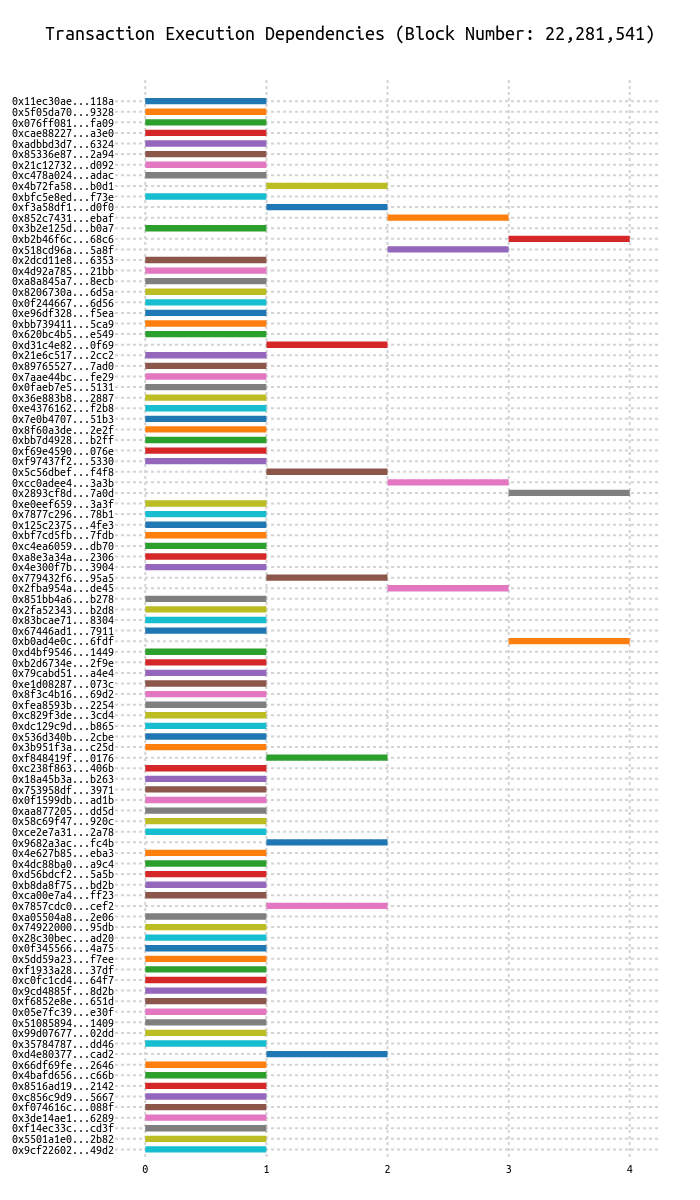 Transaction Execution Dependencies (Block Number: 22,281,541)
0x11ec30ae...118a
0x5f05da70...9328
0x076ff081...fa09
0xcae88227...a3e0
0xadbbd3d7...6324
0x85336e87...2a94
0x21c12732...d092
0xc478a024...adac
0x4b72fa58...b0d1
0xbfc5e8ed...f73e
0xf3a58df1...d0f0
0x852c7431...ebaf
0x3b2e125d...b0a7
0xb2b46f6c...68c6
0x518cd96a...5a8f
0x2dcd11e8...6353
0x4d92a785...21bb
0xa8a845a7...8ecb
0x8206730a...6d5a
0x0f244667...6d56
0xe96df328...f5ea
0xbb739411...5ca9
0x620bc4b5...e549
0xd31c4e82...0f69
0x21e6c517...2cc2
0x89765527...7ad0
0x7aae44bc...fe29
0x0faeb7e5...5131
0x36e883b8...2887
0xe4376162...f2b8
0x7e0b4707...51b3
0x8f60a3de...2e2f
0xbb7d4928...b2ff
0xf69e4590...076e
0xf97437f2...5330
0x5c56dbef...f4f8
0xcc0adee4...3a3b
0x2893cf8d...7a0d
0xe0eef659...3a3f
0x7877c296...78b1
0x125c2375...4fe3
0xbf7cd5fb...7fdb
0xc4ea6059...db70
0xa8e3a34a...2306
0x4e300f7b...3904
0x779432f6...95a5
0x2fba954a...de45
0x851bb4a6...b278
0x2fa52343...b2d8
0x83bcae71...8304
0x67446ad1...7911
0xb0ad4e0c...6fdf
0xd4bf9546...1449
0xb2d6734e...2f9e
0x79cabd51...a4e4
0xe1d08287...073c
0x8f3c4b16...69d2
0xfea8593b...2254
0xc829f3de...3cd4
0xdc129c9d...b865
0x536d340b...2cbe
0x3b951f3a...c25d
0xf848419f...0176
0xc238f863...406b
0x18a45b3a...b263
0x753958df...3971
0x0f1599db...ad1b
0xaa877205...dd5d
0x58c69f47...920c
0xce2e7a31...2a78
0x9682a3ac...fc4b
0x4e627b85...eba3
0x4dc88ba0...a9c4
0xd56bdcf2...5a5b
0xb8da8f75...bd2b
0xca00e7a4...ff23
0x7857cdc0...cef2
0xa05504a8...2e06
0x74922000...95db
0x28c30bec...ad20
0x0f345566...4a75
0x5dd59a23...f7ee
0xf1933a28...37df
0xc0fc1cd4...64f7
0x9cd4885f...8d2b
0xf6852e8e...651d
0x05e7fc39...e30f
0x51085894...1409
0x99d07677...02dd
0x35784787...dd46
0xd4e80377...cad2
0x66df69fe...2646
0x4bafd656...c66b
0x8516ad19...2142
0xc856c9d9...5667
0xf074616c...088f
0x3de14ae1...6289
0xf14ec33c...cd3f
0x5501a1e0...2b82
0x9cf22602...49d2
0 1 2 3 4